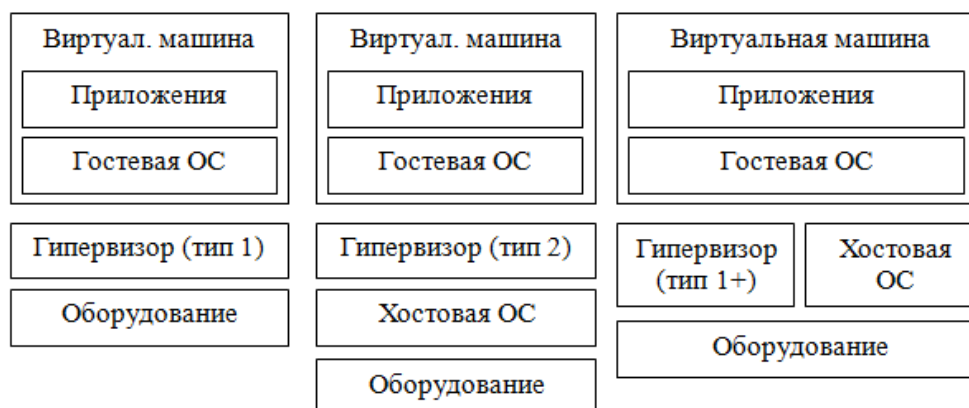 Виртуал. машина
Приложения
Гостевая ОС
Гипервизор (тип 1)
Оборудование
Виртуал. машина
Приложения
Гостевая ОС
Гипервизор (тип 2)
Хостовая ОС
Оборудование
Виртуальная машина
Приложения
Гостевая ОС
Гипервизор
(тип 1+)
Хостовая
ОС
Оборудование